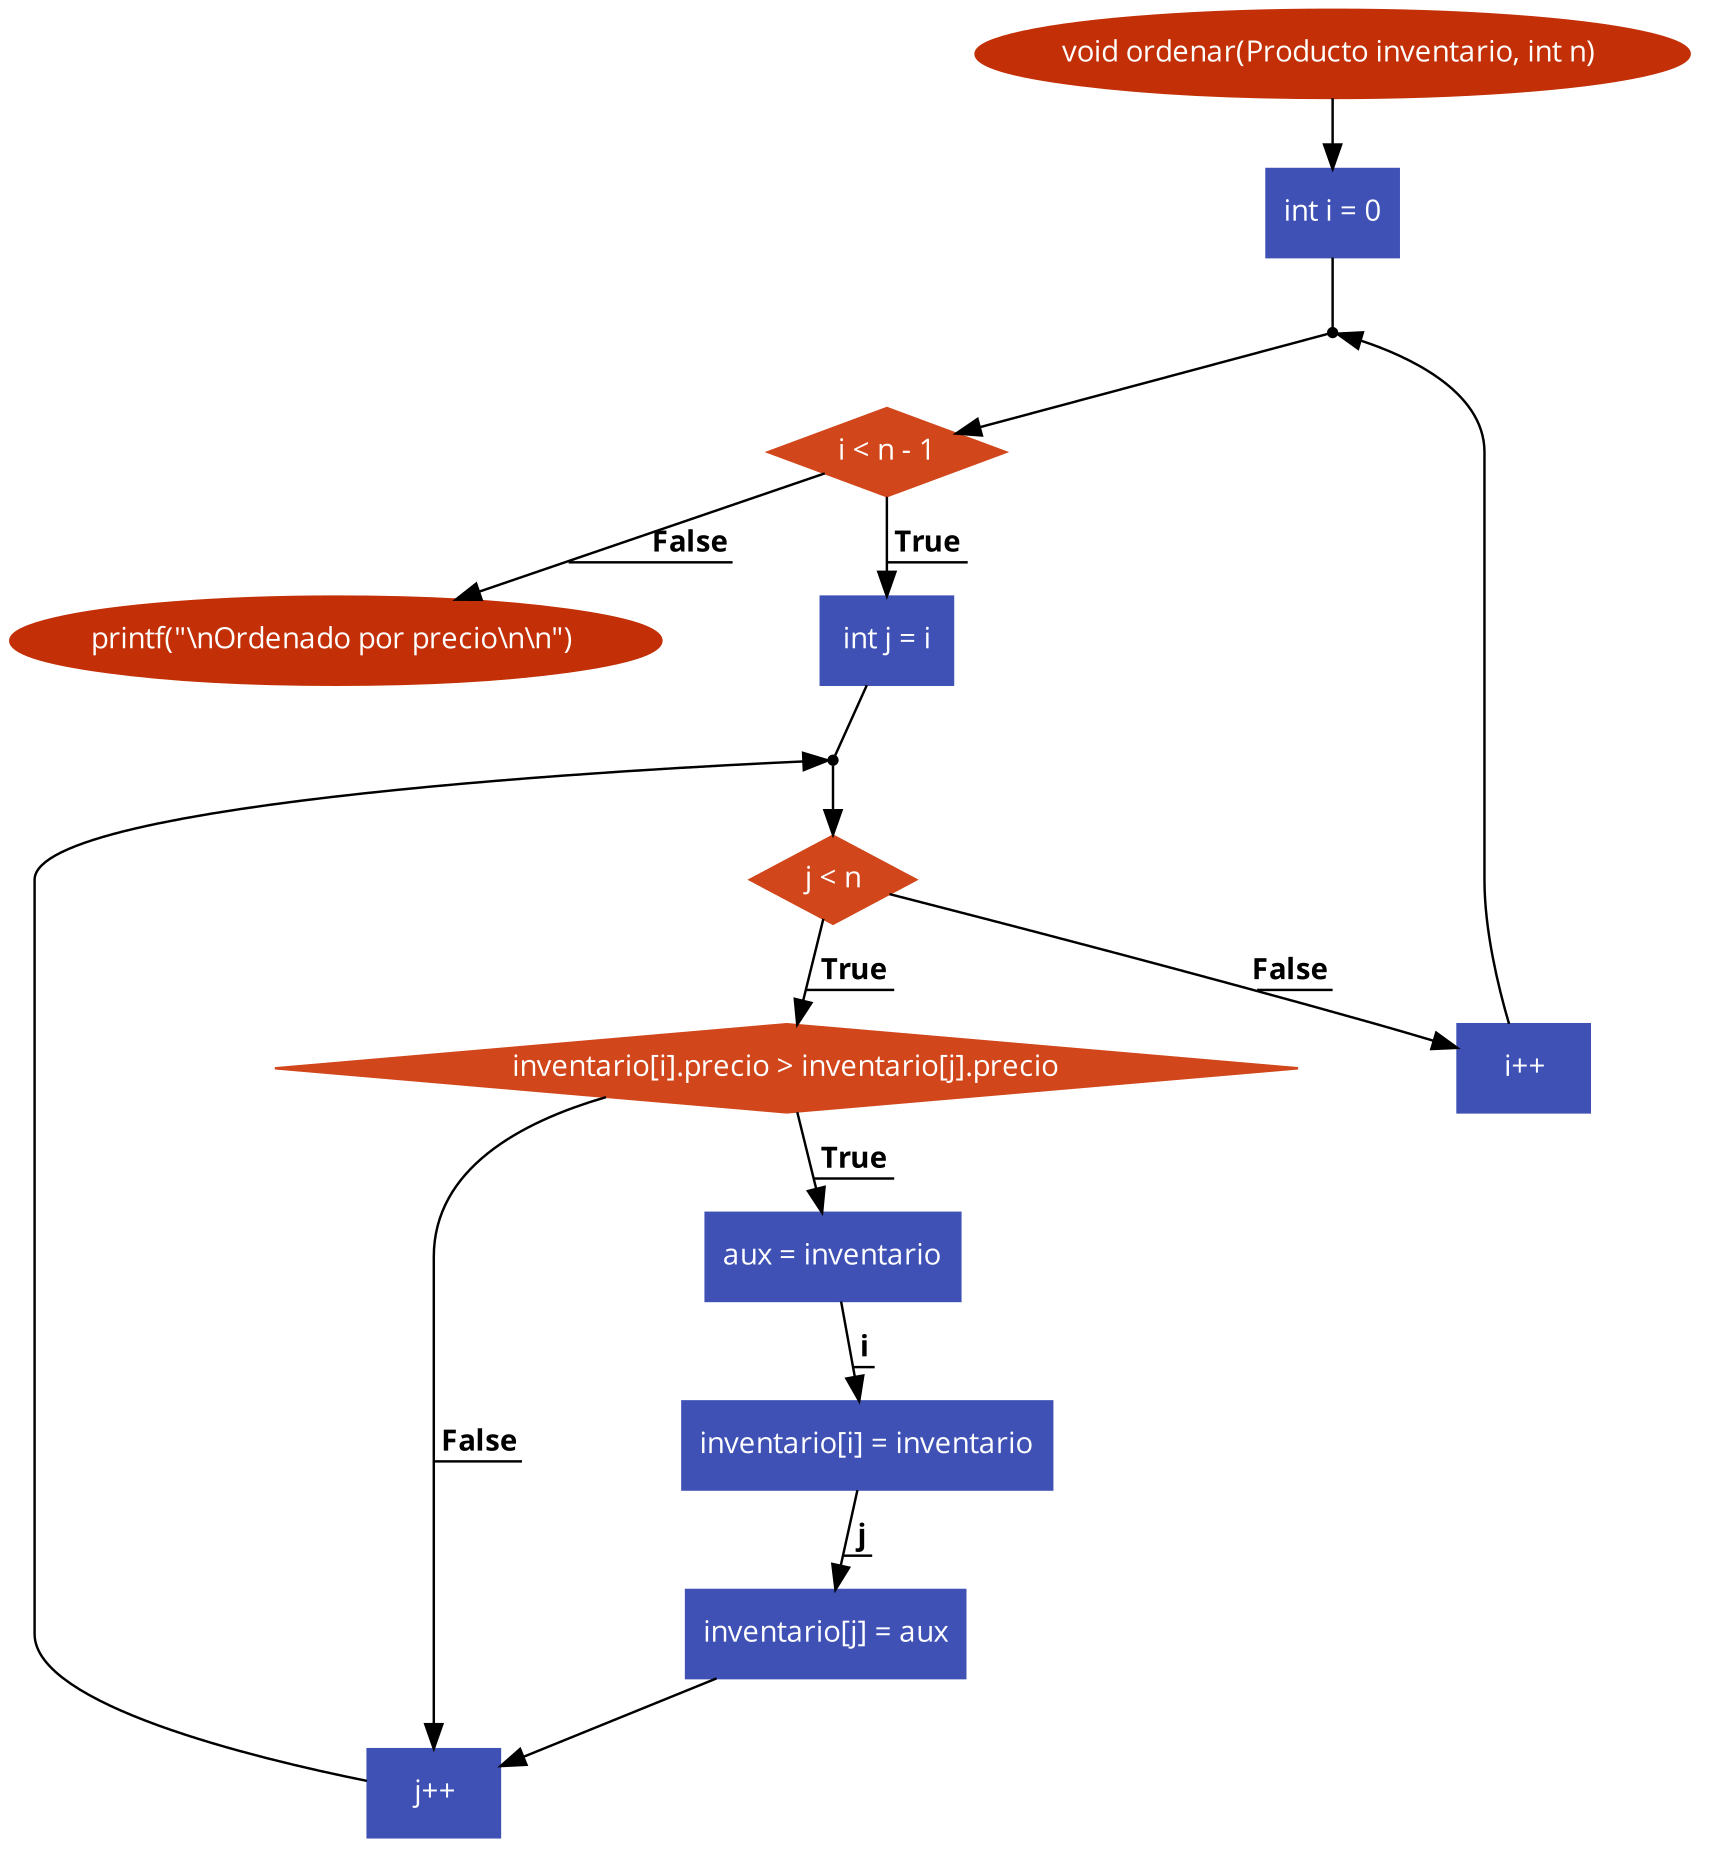 void ordenar(Producto inventario, int n)
int i = 0
i < n - 1
False
True
printf("\nOrdenado por precio\n\n")
int j = i
j < n
True
False
inventario[i].precio > inventario[j].precio
i++
True
aux = inventario
i
False
inventario[i] = inventario
j
inventario[j] = aux
j++